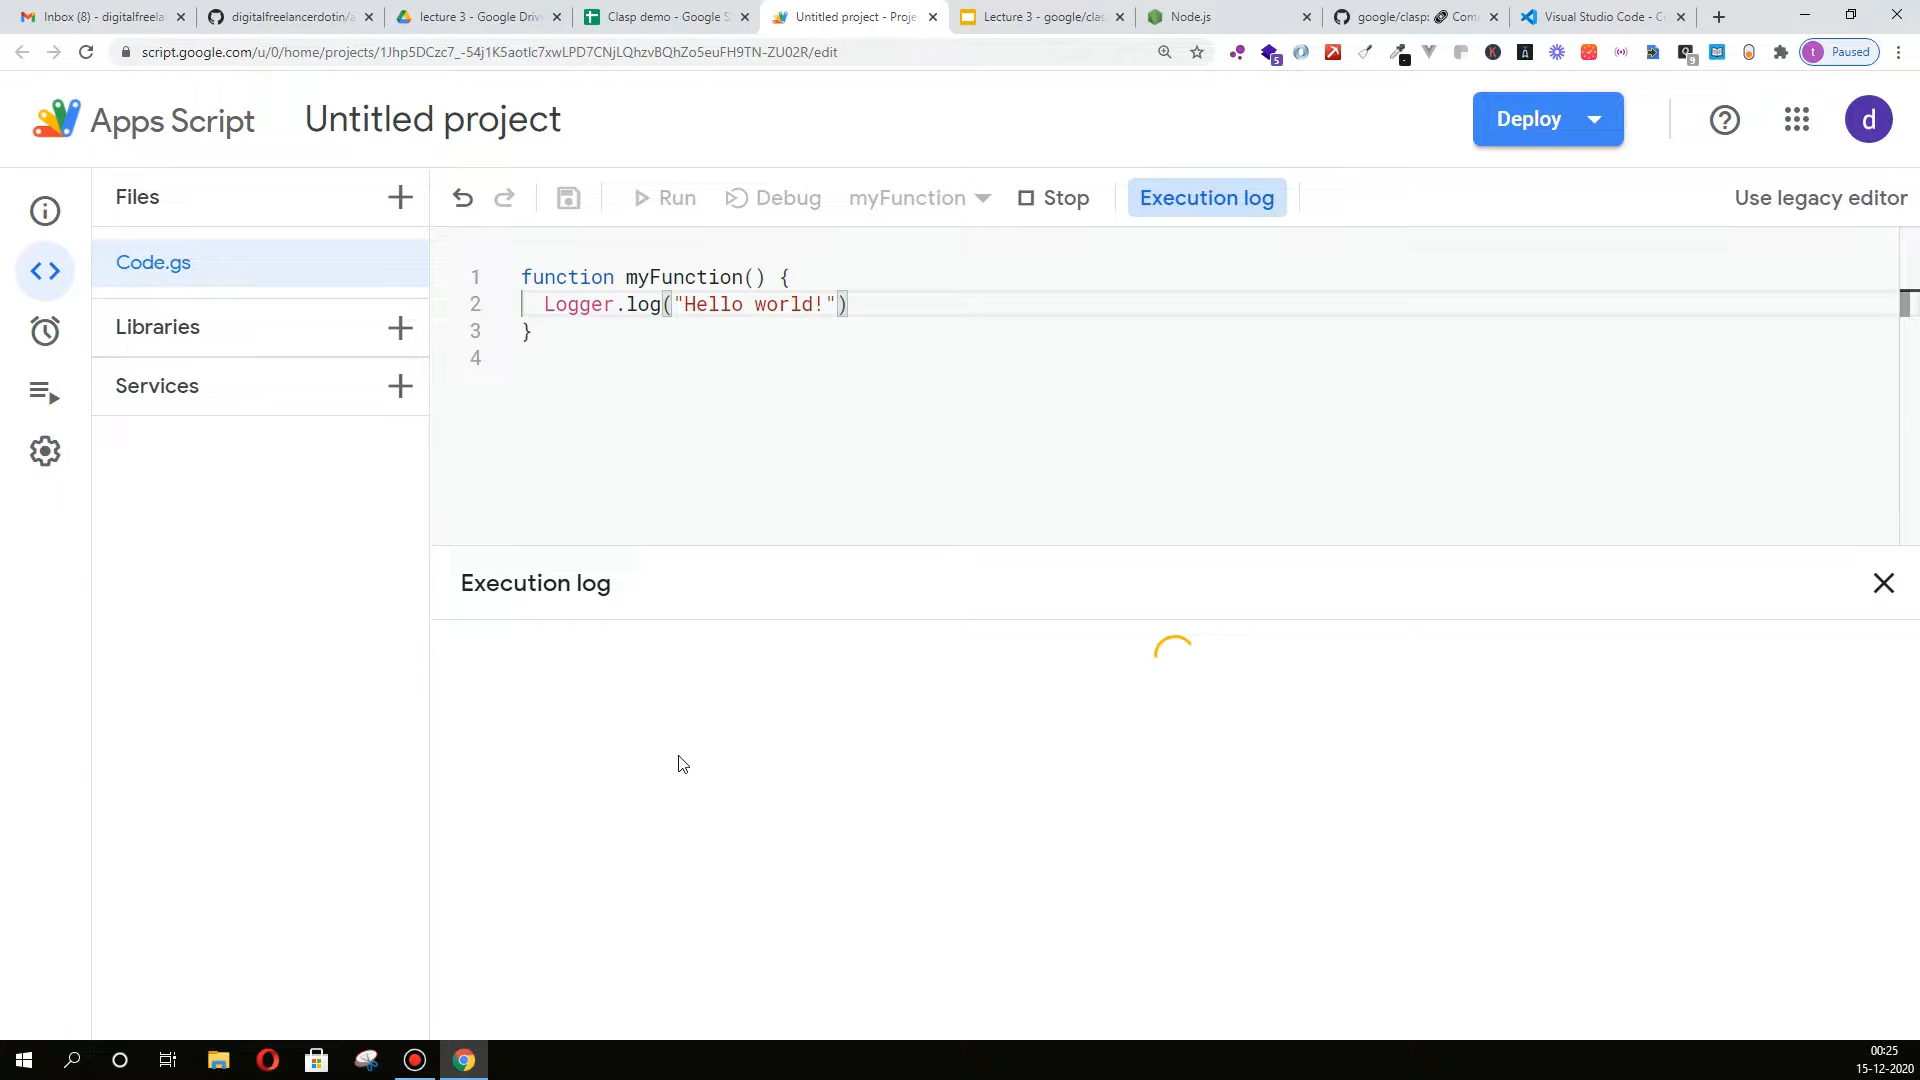 Inbox (8) - digitalfreela
digitalfreelancerdotin/a
lecture 3 - Google Driv
Clasp demo - Google S
Untitled project - Proje
Lecture 3 - google/clas
Node.js
google/clasp: 🔗 Com
Visual Studio Code - C
script.google.com/u/0/home/projects/1Jhp5DCzc7_-54j1K5aotlc7xwLPD7CNjLQhzvBQhZo5euFH9TN-ZU02R/edit
5
9
t
Paused
Apps Script
Untitled project
Deploy
d
Files
Run
Debug
myFunction
Stop
Execution log
Use legacy editor
Code.gs
Libraries
Services
1 function myFunction() {
2 Logger.log("Hello world!")
3 }
4
Execution log
00:25
15-12-2020